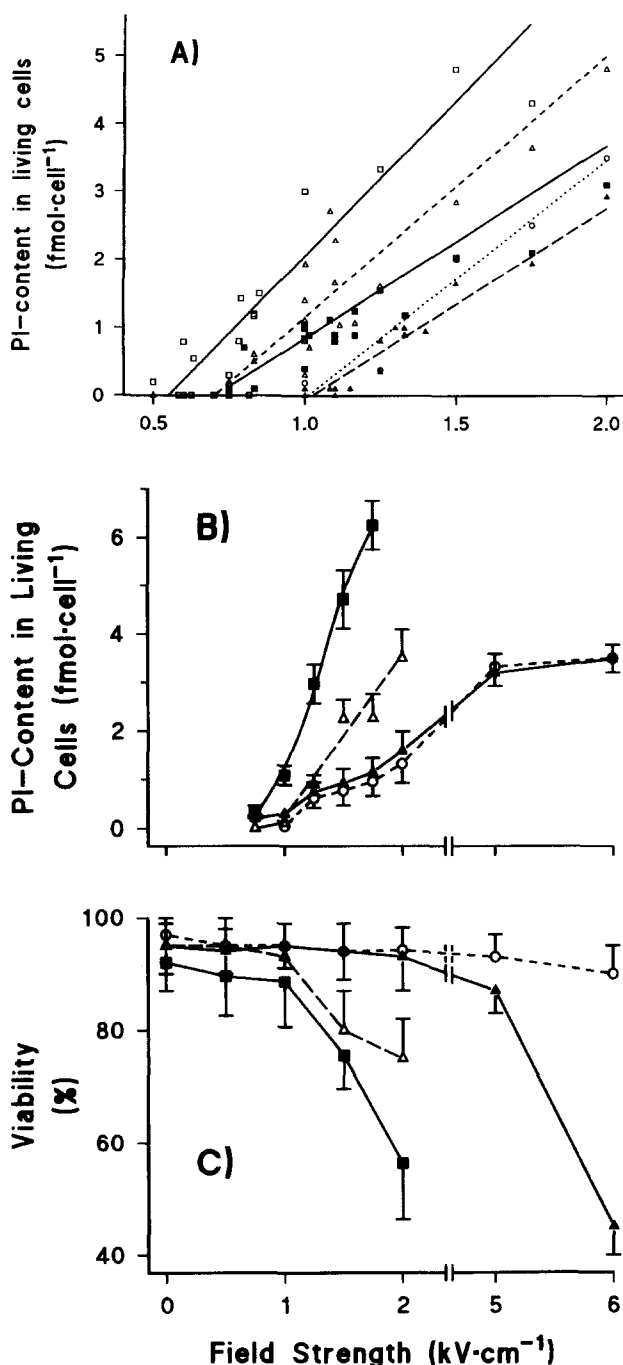 A)
PI-content in living cells
(fmol·cell⁻¹)
5
4
3
2
1
0
0.5 1.0 1.5 2.0
B)
PI-Content in Living
Cells (fmol·cell⁻¹)
6
4
2
0
C)
Viability
(%)
100
80
60
40
0 1 2 5 6
Field Strength (kV·cm⁻¹)